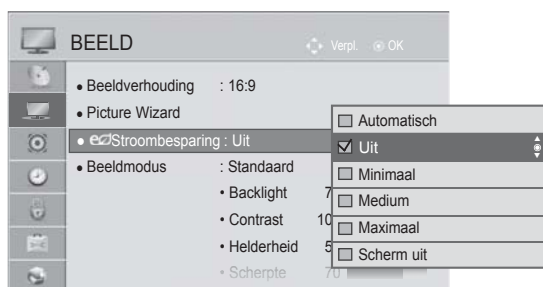 BEELD Verpl. OK
• Beeldverhouding : 16:9
• Picture Wizard
• Stroombesparing : Uit
• Beeldmodus : Standaard
• Backlight 7
• Contrast 10
• Helderheid 5
• Scherpte 70
Automatisch
Uit
Minimaal
Medium
Maximaal
Scherm uit